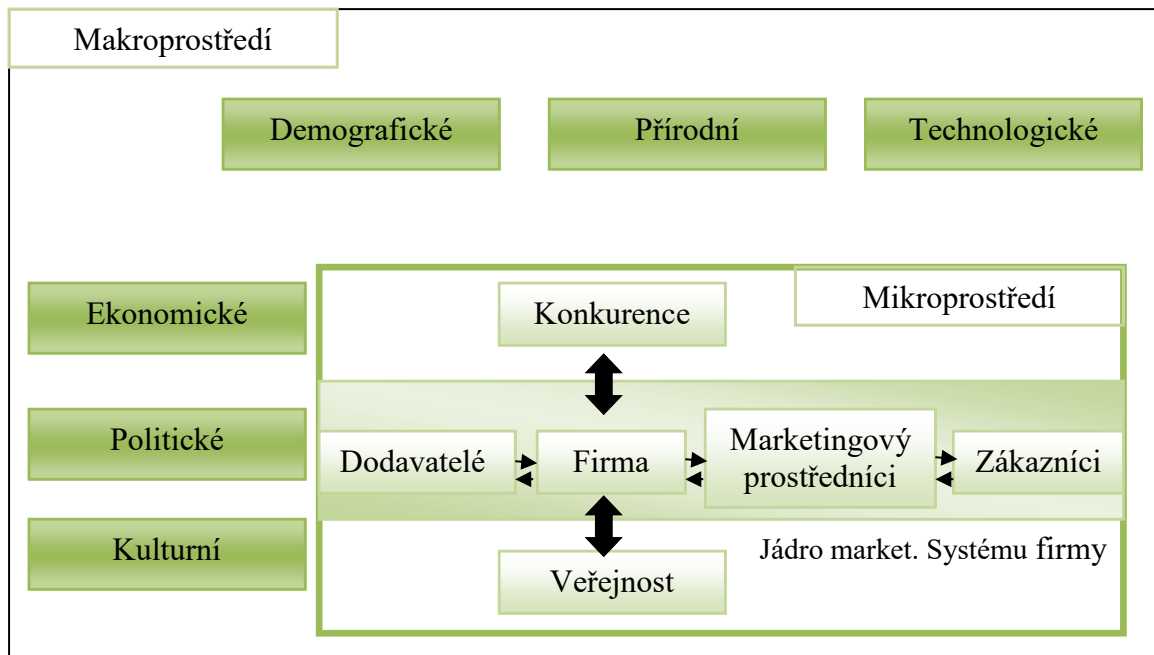 Makroprostředí
Demografické
Přírodní
Technologické
Ekonomické
Konkurence
Mikroprostředí
Politické
Dodavatelé
Firma
Marketingový
prostředníci
Zákazníci
Kulturní
Jádro market. Systému firmy
Veřejnost